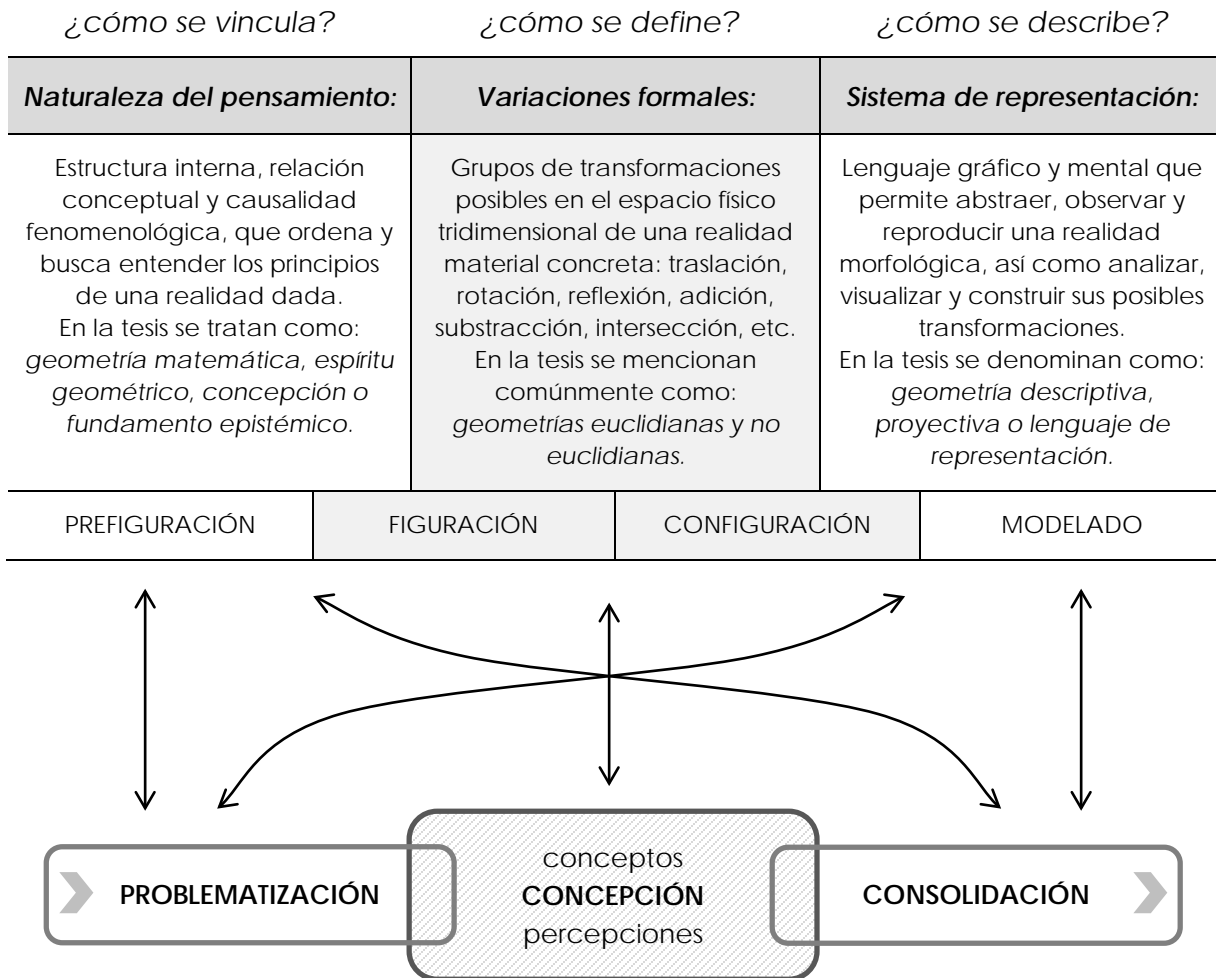 ¿cómo se vincula?
¿cómo se define?
¿cómo se describe?
Naturaleza del pensamiento:
Variaciones formales:
Sistema de representación:
Estructura interna, relación
conceptual y causalidad
fenomenológica, que ordena y
busca entender los principios
de una realidad dada.
En la tesis se tratan como:
geometría matemática, espíritu
geométrico, concepción o
fundamento epistémico.
Grupos de transformaciones
posibles en el espacio físico
tridimensional de una realidad
material concreta: traslación,
rotación, reflexión, adición,
substracción, intersección, etc.
En la tesis se mencionan
comúnmente como:
geometrías euclidianas y no
euclidianas.
Lenguaje gráfico y mental que
permite abstraer, observar y
reproducir una realidad
morfológica, así como analizar,
visualizar y construir sus posibles
transformaciones.
En la tesis se denominan como:
geometría descriptiva,
proyectiva o lenguaje de
representación.
PREFIGURACIÓN
FIGURACIÓN
CONFIGURACIÓN
MODELADO
PROBLEMATIZACIÓN
conceptos
CONCEPCIÓN
percepciones
CONSOLIDACIÓN